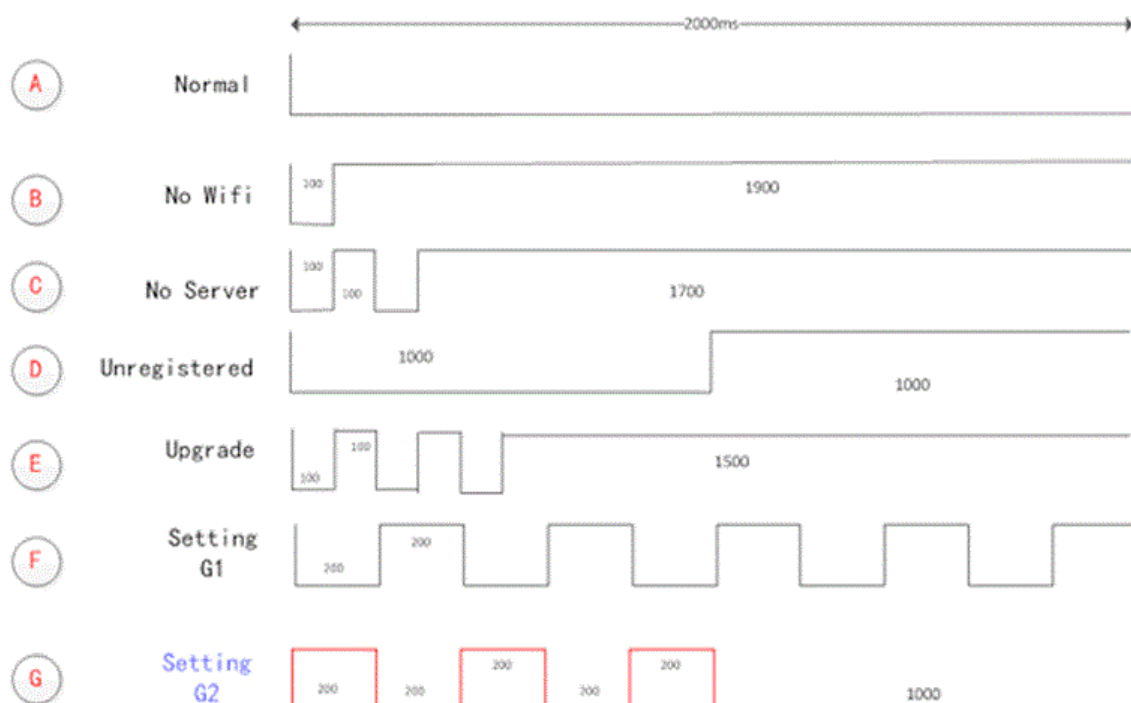 2000ms
A Normal
B No Wifi 100 1900
C No Server 100 100 1700
D Unregistered 1000 1000
E Upgrade 100 100 1500
F Setting G1 200 200
G Setting G2 200 200 200 200 200 1000